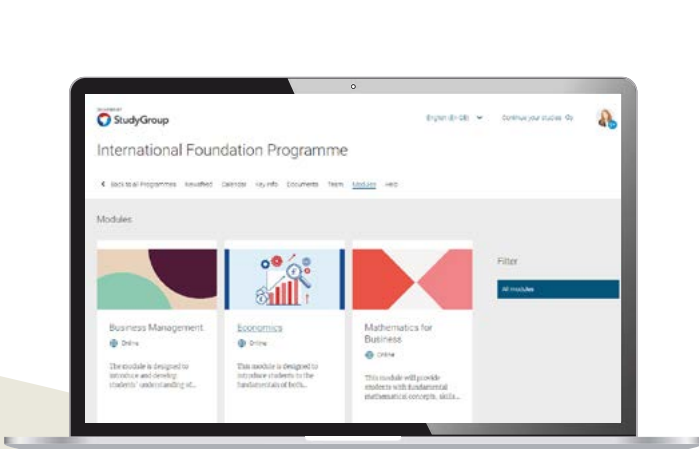 StudyGroup
English (EN-GB)
Continue your studies Go
International Foundation Programme
Back to all Programmes Newsfeed Calendar Key Info Documents Team Modules Help
Modules
Filter
All modules
Business Management
Online
The module is designed to
introduce and develop
students' understanding of...
Economics
Online
This module is designed to
introduce students to the
fundamentals of both...
Mathematics for
Business
Online
This module will provide
students with fundamental
mathematical concepts, skills...